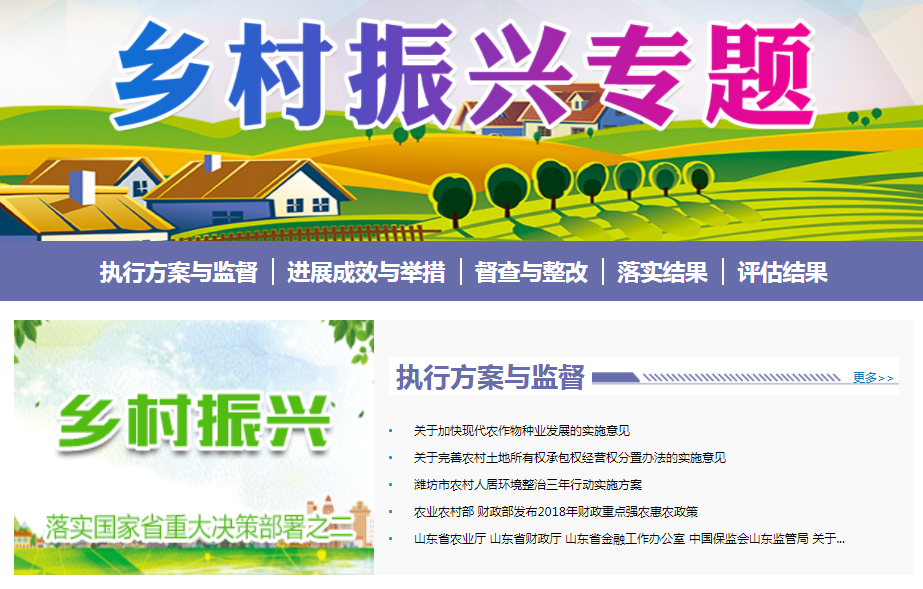 乡村振兴专题
执行方案与监督 | 进展成效与举措 | 督查与整改 | 落实结果 | 评估结果
乡村振兴
落实国家省重大决策部署之二
执行方案与监督
更多>>
关于加快现代农作物种业发展的实施意见
关于完善农村土地所有权承包权经营权分置办法的实施意见
潍坊市农村人居环境整治三年行动实施方案
农业农村部 财政部发布2018年财政重点强农惠农政策
山东省农业厅 山东省财政厅 山东省金融工作办公室 中国保监会山东监管局 关于...